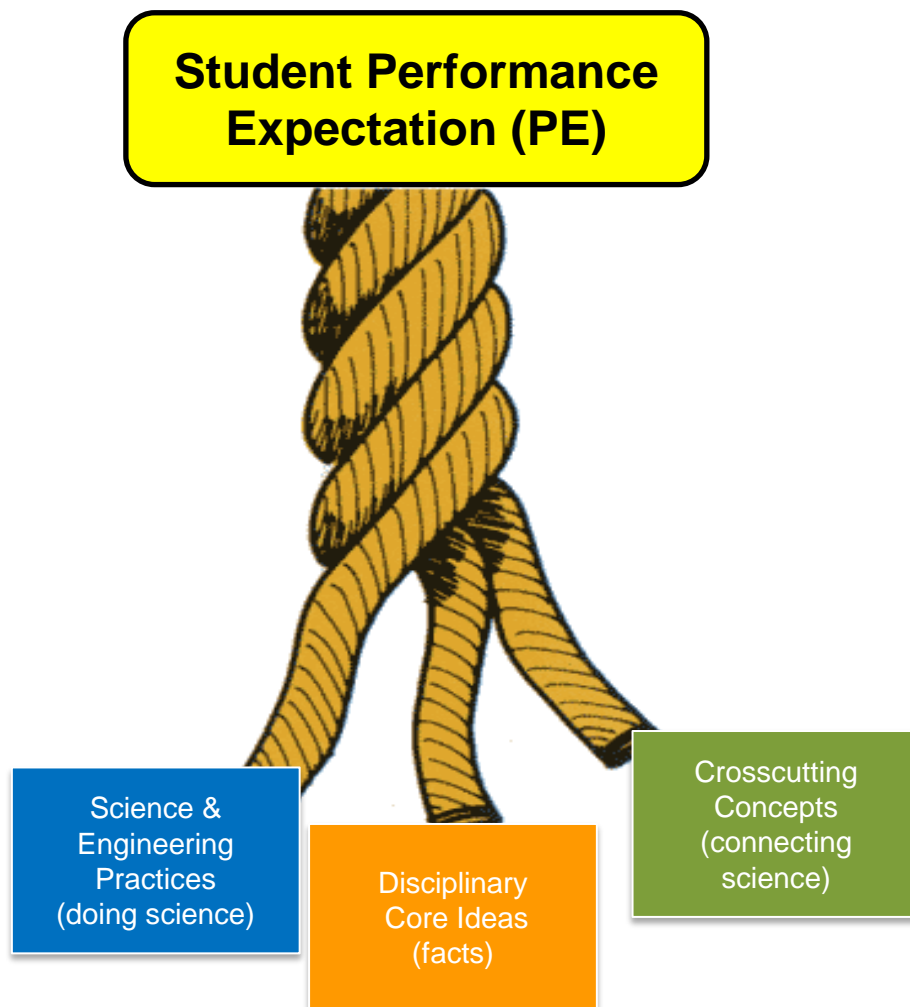 Student Performance
Expectation (PE)
Science &
Engineering
Practices
(doing science)
Disciplinary
Core Ideas
(facts)
Crosscutting
Concepts
(connecting
science)